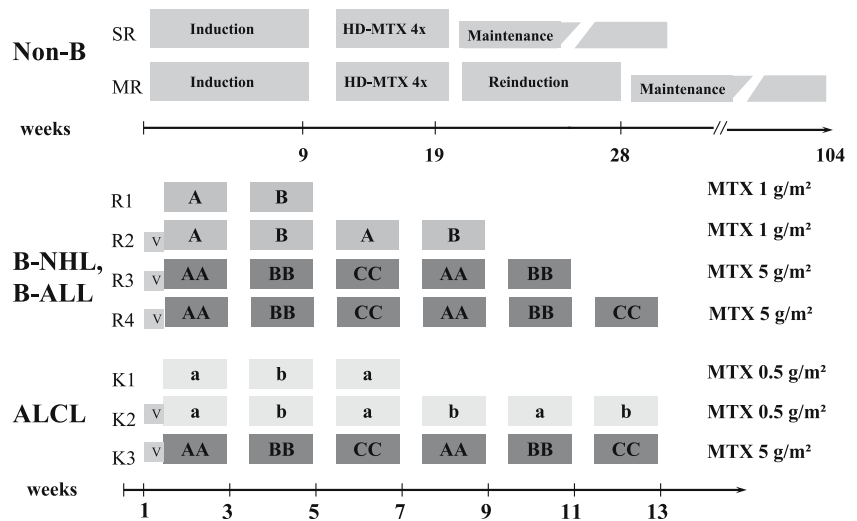 SR Induction HD-MTX 4x Maintenance
Non-B
MR Induction HD-MTX 4x Reinduction Maintenance
weeks
9 19 28 104
R1 A B MTX 1 g/m²
R2 V A B A B MTX 1 g/m²
B-NHL,
R3 V AA BB CC AA BB MTX 5 g/m²
B-ALL
R4 V AA BB CC AA BB CC MTX 5 g/m²
K1 a b a MTX 0.5 g/m²
ALCL
K2 V a b a b a b MTX 0.5 g/m²
K3 V AA BB CC AA BB CC MTX 5 g/m²
weeks
1 3 5 7 9 11 13